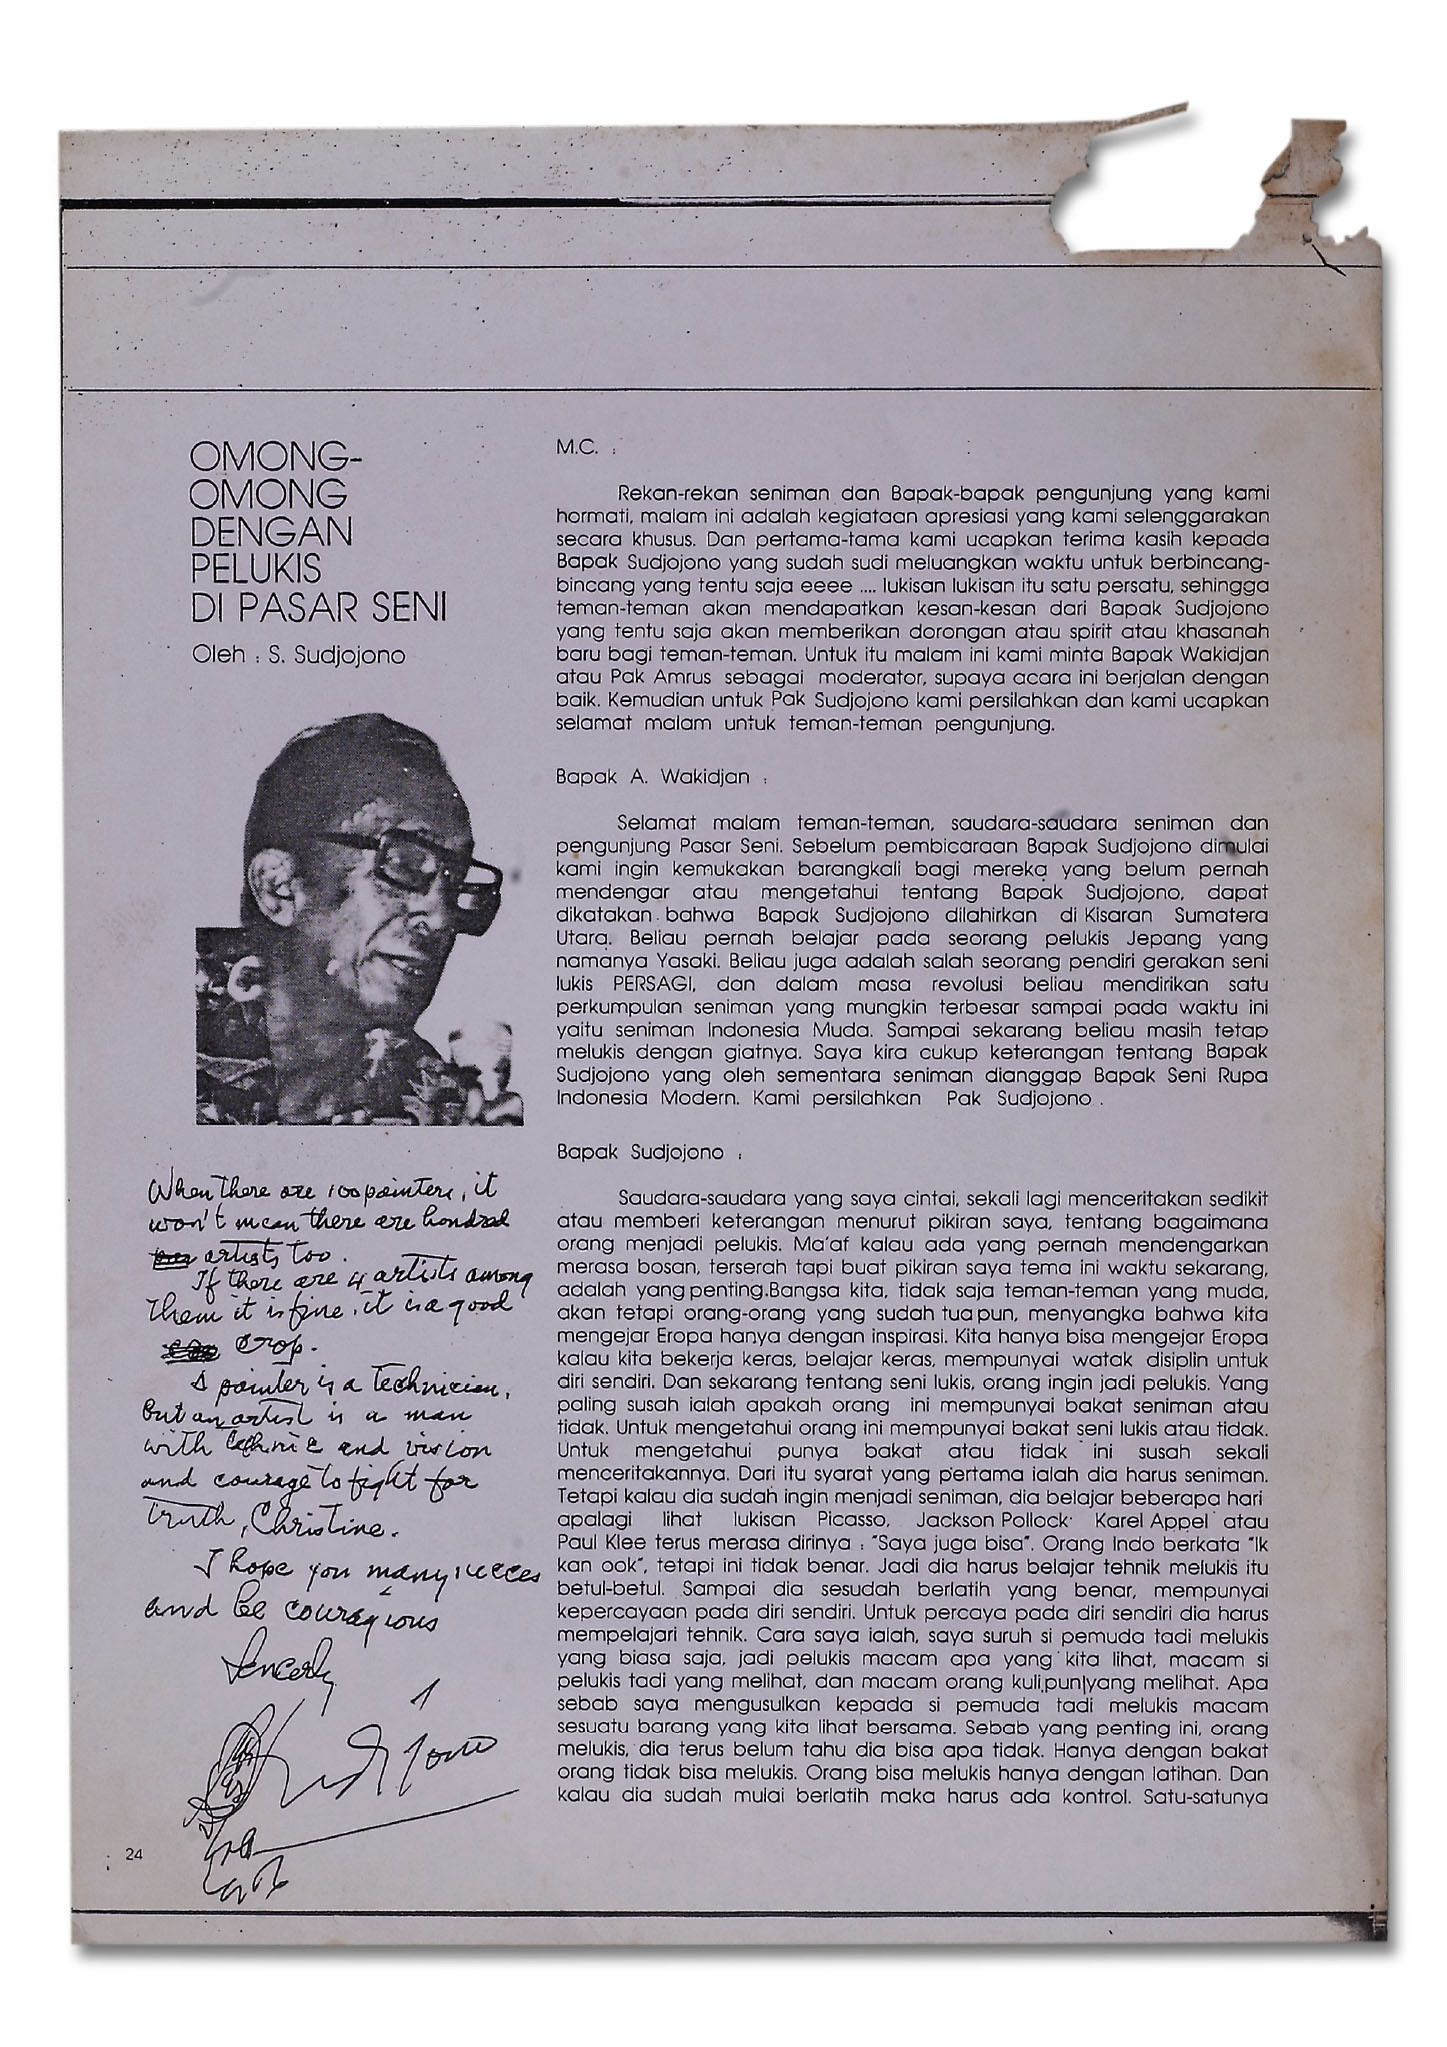 OMONG-
OMONG
DENGAN
PELUKIS
DI PASAR SENI
Oleh : S. Sudjojono
When there are 100 painters, it
won't mean there are hondred
artists too.
If there are 4 artists among
them it is fine, it is a good
crop.
A painter is a technician,
but an artist is a man
with technic and vision
and courage to fight for
truth, Christine.
I hope you many succes
and be couragious
Sincerly
24
M.C. :
Rekan-rekan seniman dan Bapak-bapak pengunjung yang kami
hormati, malam ini adalah kegiataan apresiasi yang kami selenggarakan
secara khusus. Dan pertama-tama kami ucapkan terima kasih kepada
Bapak Sudjojono yang sudah sudi meluangkan waktu untuk berbincang-
bincang yang tentu saja eeee .... lukisan lukisan itu satu persatu, sehingga
teman-teman akan mendapatkan kesan-kesan dari Bapak Sudjojono
yang tentu saja akan memberikan dorongan atau spirit atau khasanah
baru bagi teman-teman. Untuk itu malam ini kami minta Bapak Wakidjan
atau Pak Amrus sebagai moderator, supaya acara ini berjalan dengan
baik. Kemudian untuk Pak Sudjojono kami persilahkan dan kami ucapkan
selamat malam untuk teman-teman pengunjung.
Bapak A. Wakidjan :
Selamat malam teman-teman, saudara-saudara seniman dan
pengunjung Pasar Seni. Sebelum pembicaraan Bapak Sudjojono dimulai
kami ingin kemukakan barangkali bagi mereka yang belum pernah
mendengar atau mengetahui tentang Bapak Sudjojono, dapat
dikatakan bahwa Bapak Sudjojono dilahirkan di Kisaran Sumatera
Utara. Beliau pernah belajar pada seorang pelukis Jepang yang
namanya Yasaki. Beliau juga adalah salah seorang pendiri gerakan seni
lukis PERSAGI, dan dalam masa revolusi beliau mendirikan satu
perkumpulan seniman yang mungkin terbesar sampai pada waktu ini
yaitu seniman Indonesia Muda. Sampai sekarang beliau masih tetap
melukis dengan giatnya. Saya kira cukup keterangan tentang Bapak
Sudjojono yang oleh sementara seniman dianggap Bapak Seni Rupa
Indonesia Modern. Kami persilahkan Pak Sudjojono .
Bapak Sudjojono :
Saudara-saudara yang saya cintai, sekali lagi menceritakan sedikit
atau memberi keterangan menurut pikiran saya, tentang bagaimana
orang menjadi pelukis. Ma'af kalau ada yang pernah mendengarkan
merasa bosan, terserah tapi buat pikiran saya tema ini waktu sekarang,
adalah yang penting.Bangsa kita, tidak saja teman-teman yang muda,
akan tetapi orang-orang yang sudah tua pun, menyangka bahwa kita
mengejar Eropa hanya dengan inspirasi. Kita hanya bisa mengejar Eropa
kalau kita bekerja keras, belajar keras, mempunyai watak disiplin untuk
diri sendiri. Dan sekarang tentang seni lukis, orang ingin jadi pelukis. Yang
paling susah ialah apakah orang ini mempunyai bakat seniman atau
tidak. Untuk mengetahui orang ini mempunyai bakat seni lukis atau tidak.
Untuk mengetahui punya bakat atau tidak ini susah sekali
menceritakannya. Dari itu syarat yang pertama ialah dia harus seniman.
Tetapi kalau dia sudah ingin menjadi seniman, dia belajar beberapa hari
apalagi lihat lukisan Picasso, Jackson Pollock Karel Appel atau
Paul Klee terus merasa dirinya : "Saya juga bisa". Orang Indo berkata "Ik
kan ook", tetapi ini tidak benar. Jadi dia harus belajar tehnik melukis itu
betul-betul. Sampai dia sesudah berlatih yang benar, mempunyai
kepercayaan pada diri sendiri. Untuk percaya pada diri sendiri dia harus
mempelajari tehnik. Cara saya ialah, saya suruh si pemuda tadi melukis
yang biasa saja, jadi pelukis macam apa yang kita lihat, macam si
pelukis tadi yang melihat, dan macam orang kuli pun yang melihat. Apa
sebab saya mengusulkan kepada si pemuda tadi melukis macam
sesuatu barang yang kita lihat bersama. Sebab yang penting ini, orang
melukis, dia terus belum tahu dia bisa apa tidak. Hanya dengan bakat
orang tidak bisa melukis. Orang bisa melukis hanya dengan latihan. Dan
kalau dia sudah mulai berlatih maka harus ada kontrol. Satu-satunya